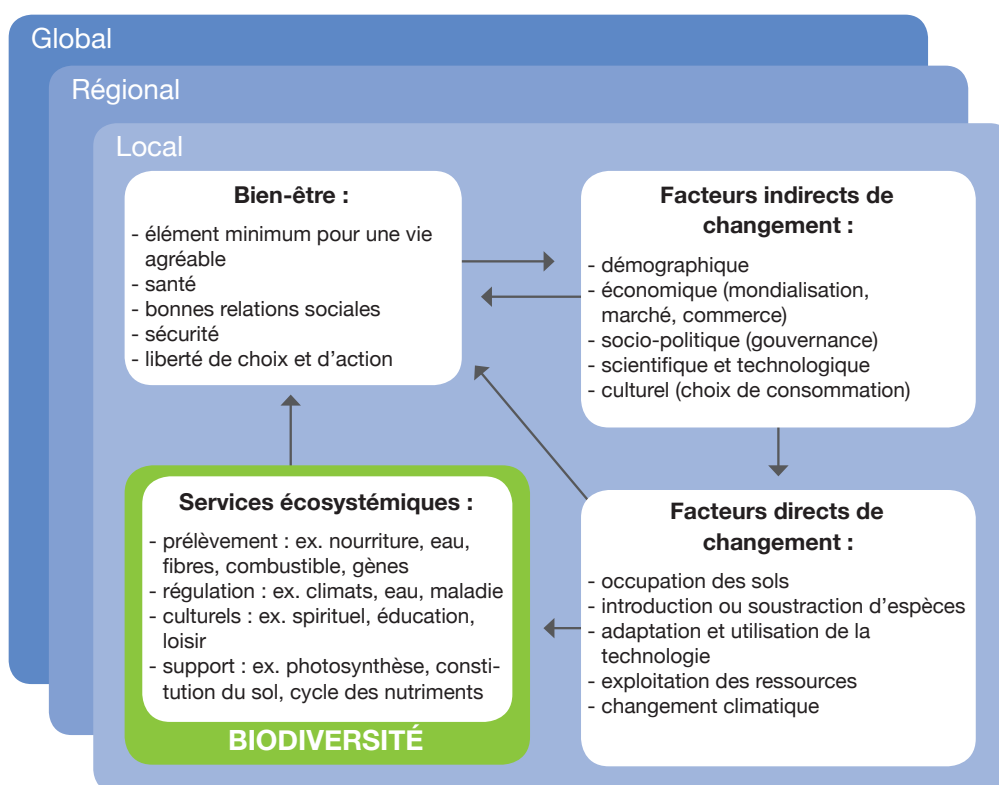 Global
Régional
Local
Bien-être :
- élément minimum pour une vie
agréable
- santé
- bonnes relations sociales
- sécurité
- liberté de choix et d'action
Facteurs indirects de
changement :
- démographique
- économique (mondialisation,
marché, commerce)
- socio-politique (gouvernance)
- scientifique et technologique
- culturel (choix de consommation)
Services écosystémiques :
- prélèvement : ex. nourriture, eau,
fibres, combustible, gènes
- régulation : ex. climats, eau, maladie
- culturels : ex. spirituel, éducation,
loisir
- support : ex. photosynthèse, consti-
tution du sol, cycle des nutriments
BIODIVERSITÉ
Facteurs directs de
changement :
- occupation des sols
- introduction ou soustraction d'espèces
- adaptation et utilisation de la
technologie
- exploitation des ressources
- changement climatique